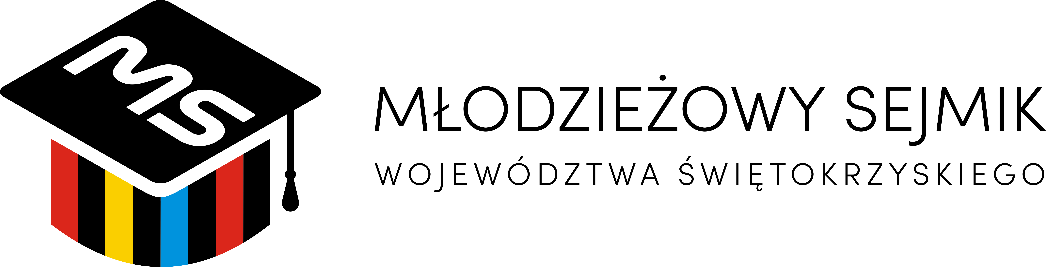 MS
MŁODZIEŻOWY SEJMIK
WOJEWÓDZTWA ŚWIĘTOKRZYSKIEGO